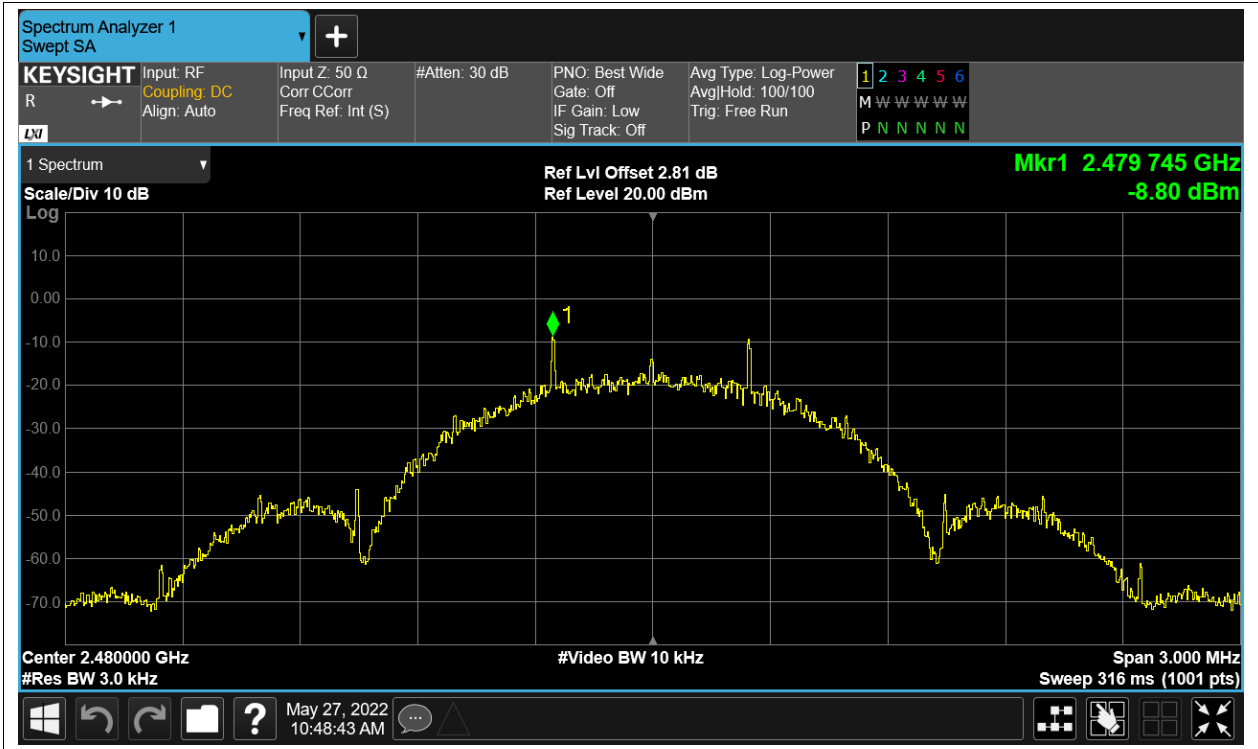 Spectrum Analyzer 1
Swept SA
KEYSIGHT
R
LXI
Input: RF
Coupling: DC
Align: Auto
Input Z: 50 Ω
Corr CCorr
Freq Ref: Int (S)
#Atten: 30 dB
PNO: Best Wide
Gate: Off
IF Gain: Low
Sig Track: Off
Avg Type: Log-Power
Avg|Hold: 100/100
Trig: Free Run
1 2 3 4 5 6
M W W W W W
P N N N N N
1 Spectrum
Scale/Div 10 dB
Log
Ref Lvl Offset 2.81 dB
Ref Level 20.00 dBm
Mkr1 2.479 745 GHz
-8.80 dBm
10.0
0.00
-10.0
-20.0
-30.0
-40.0
-50.0
-60.0
-70.0
1
Center 2.480000 GHz
#Res BW 3.0 kHz
#Video BW 10 kHz
Span 3.000 MHz
Sweep 316 ms (1001 pts)
?
May 27, 2022
10:48:43 AM